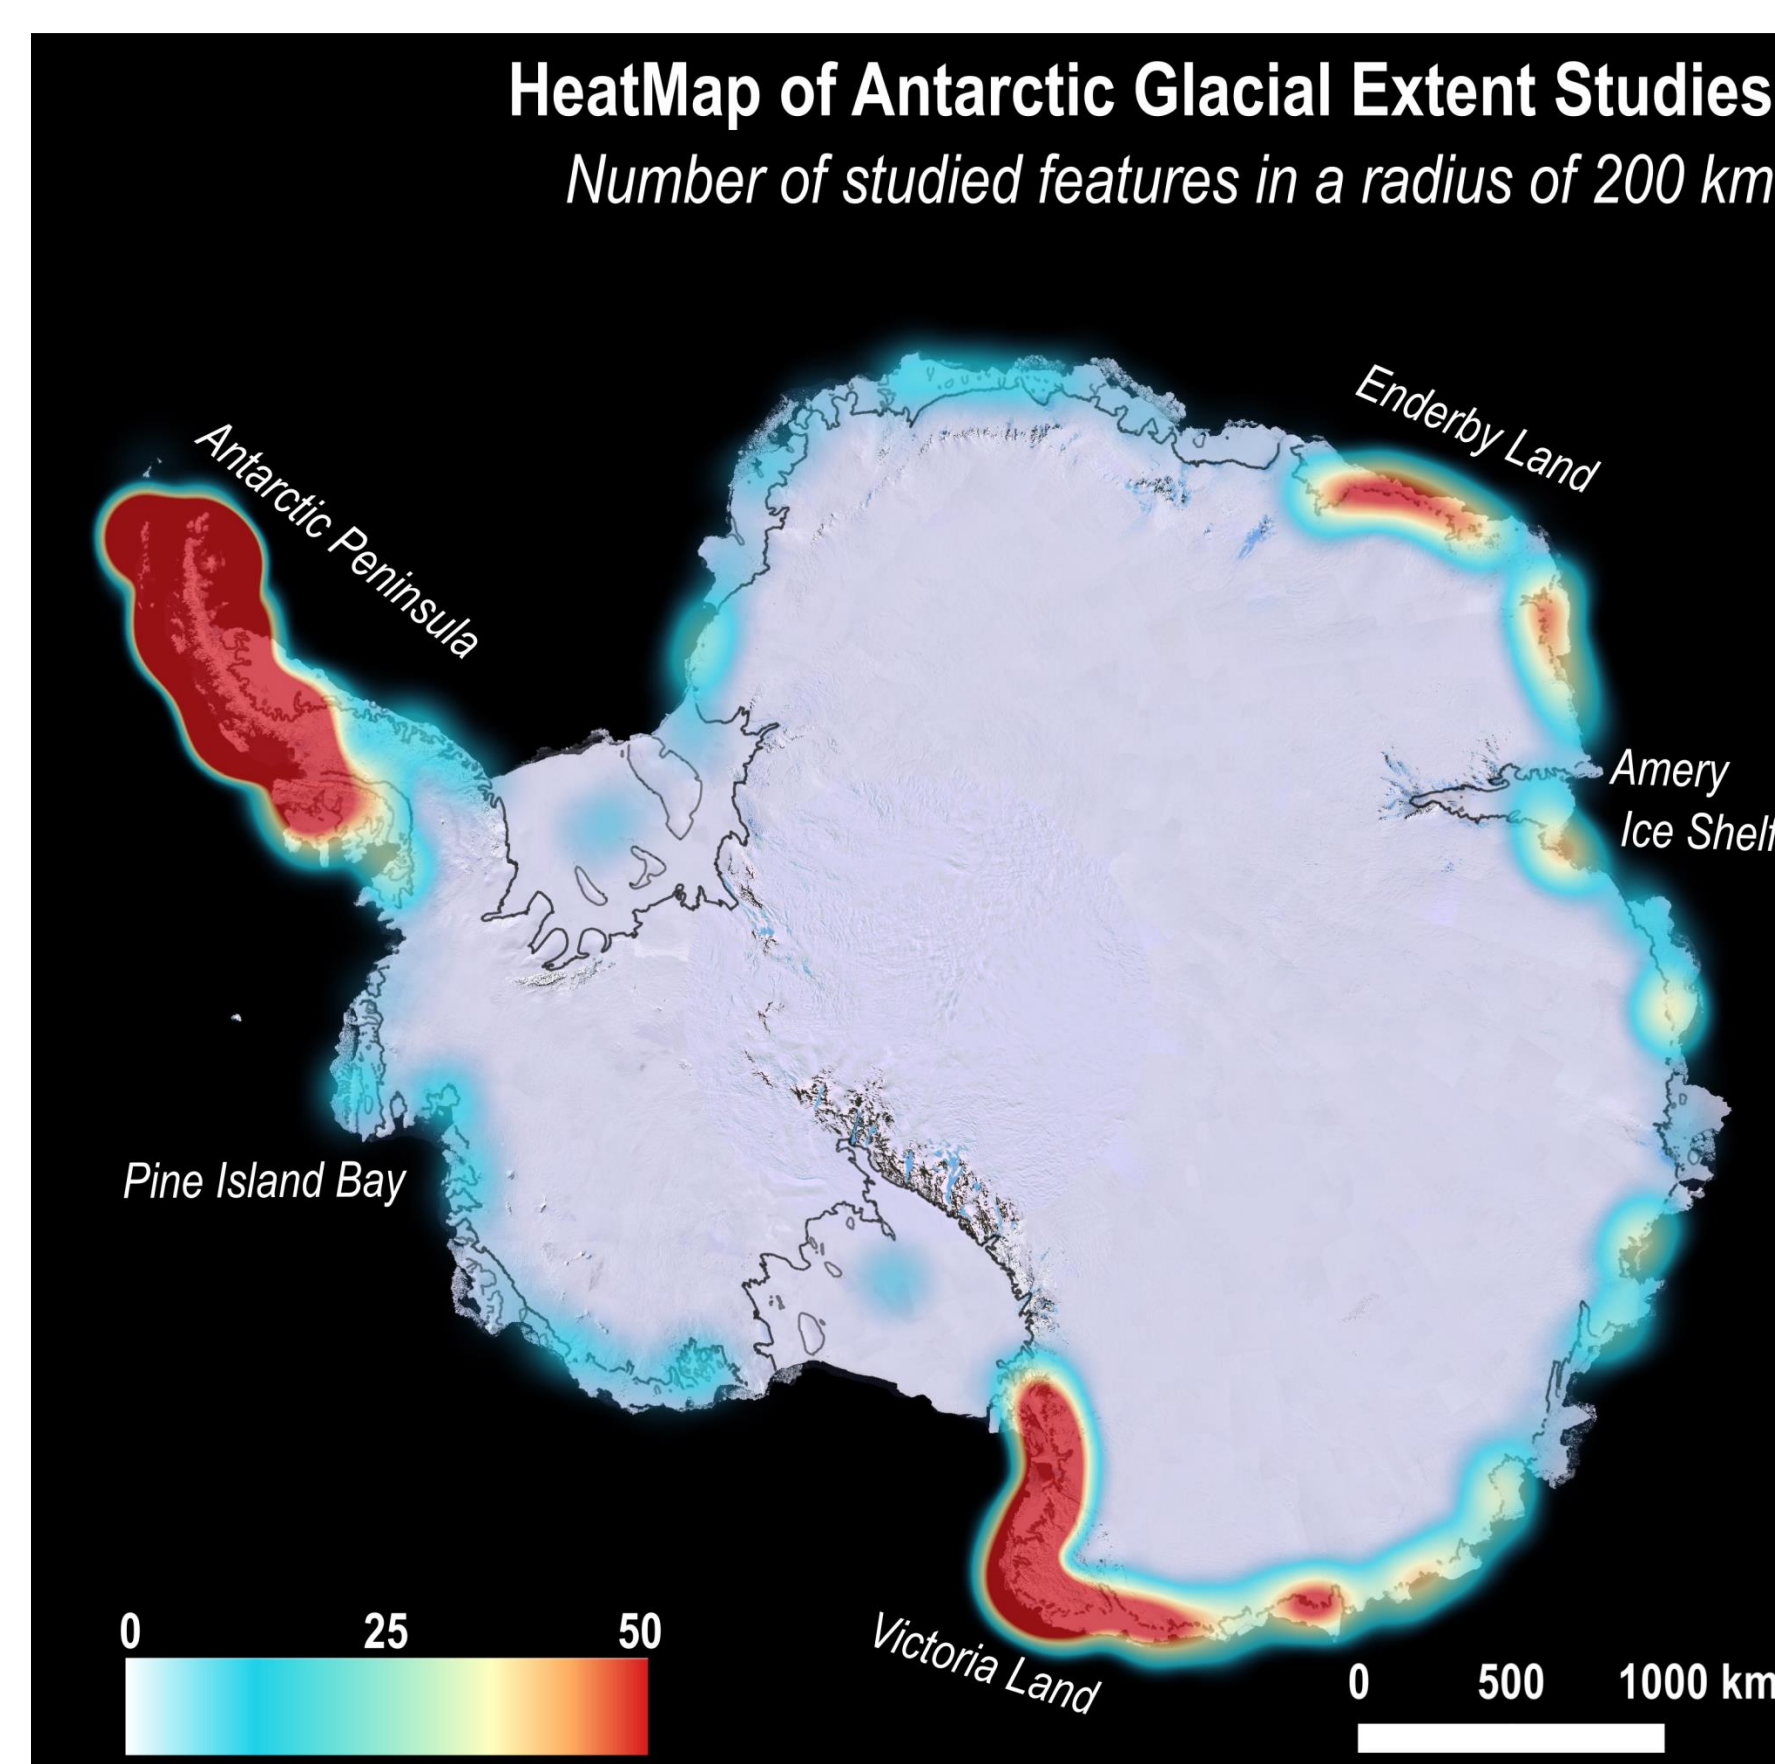 HeatMap of Antarctic Glacial Extent Studies
Number of studied features in a radius of 200 km
Enderby Land
Antarctic Peninsula
Amery
Ice Shelf
Pine Island Bay
Victoria Land
0 25 50
0 500 1000 km